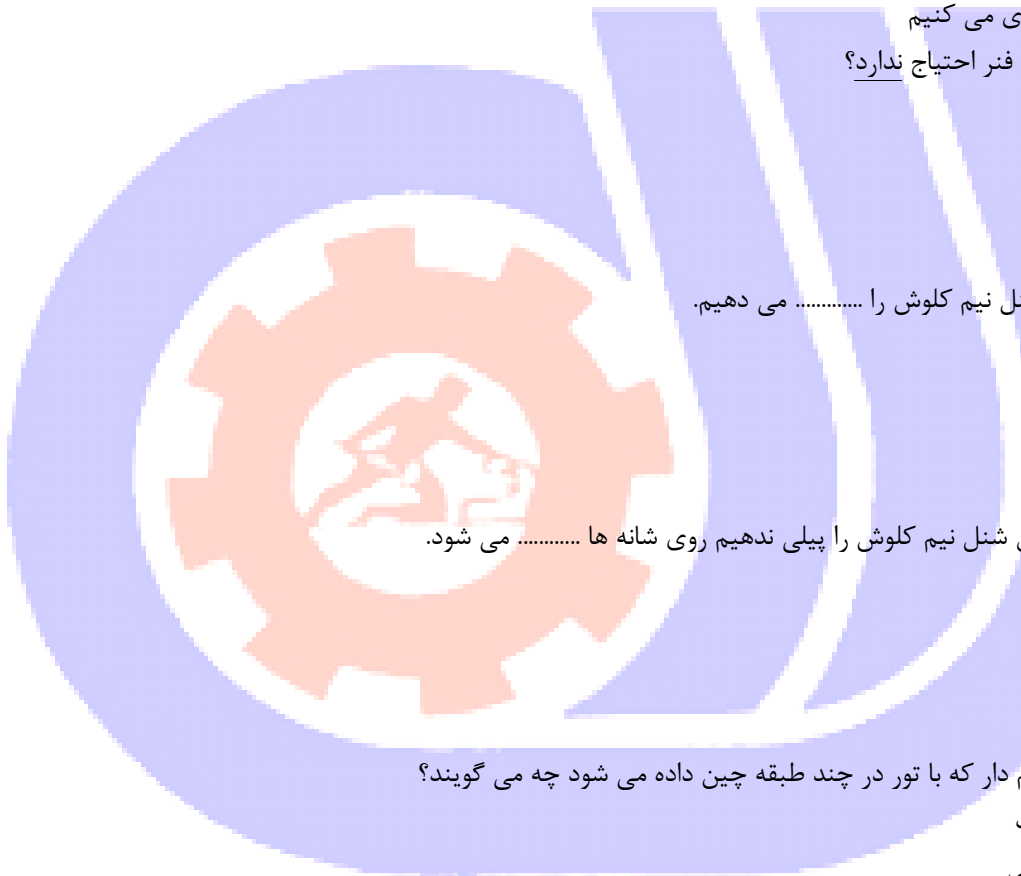 می کنیم
فنر احتیاج ندارد؟
نیم کلوش را ............ می دهیم.
شنل نیم کلوش را پیلی ندهیم روی شانه ها ........... می شود.
دار که با تور در چند طبقه چین داده می شود چه می گویند؟